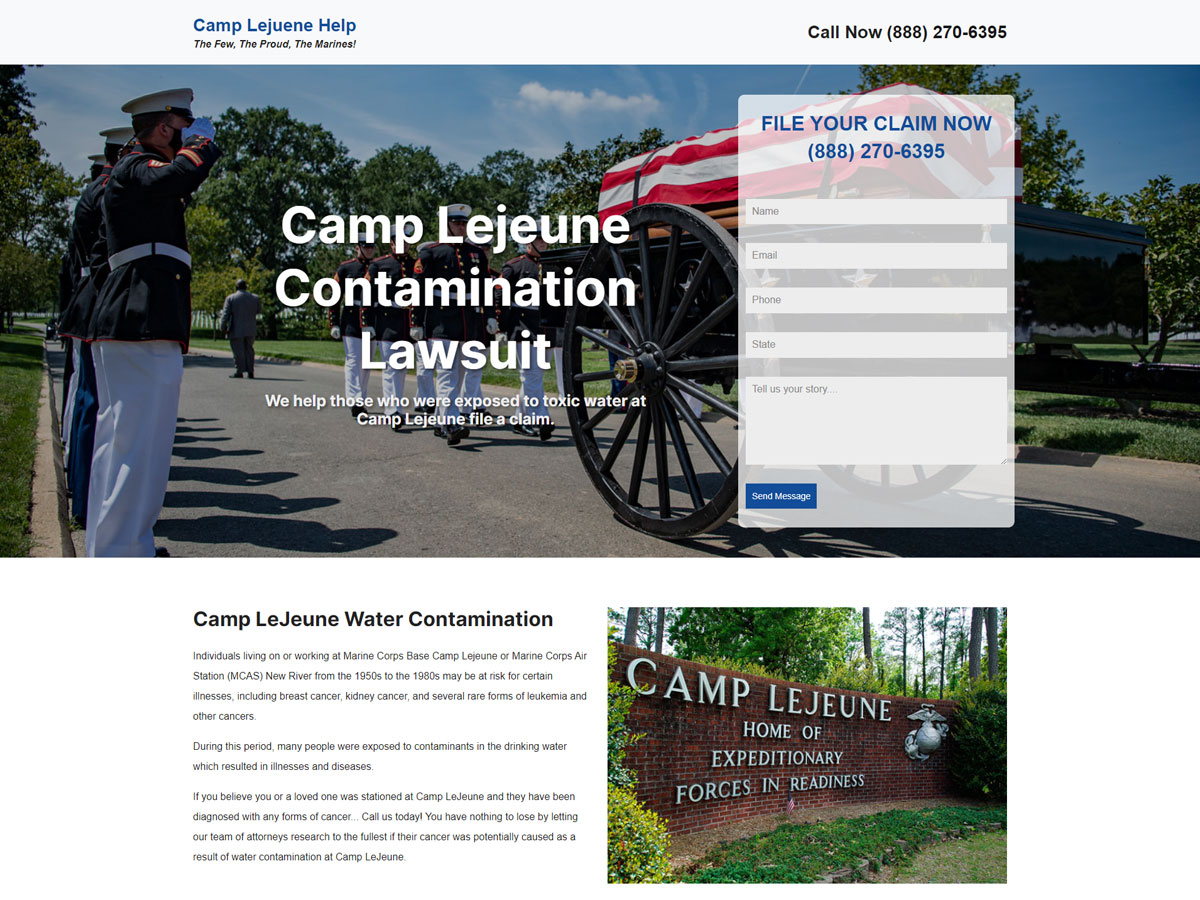 Camp Lejuene Help
The Few, The Proud, The Marines!
Call Now (888) 270-6395
Camp Lejeune
Contamination
Lawsuit
We help those who were exposed to toxic water at
Camp Lejeune file a claim.
FILE YOUR CLAIM NOW
(888) 270-6395
Name
Email
Phone
State
Tell us your story....
Send Message
Camp LeJeune Water Contamination
Individuals living on or working at Marine Corps Base Camp Lejeune or Marine Corps Air
Station (MCAS) New River from the 1950s to the 1980s may be at risk for certain
illnesses, including breast cancer, kidney cancer, and several rare forms of leukemia and
other cancers.
During this period, many people were exposed to contaminants in the drinking water
which resulted in illnesses and diseases.
If you believe you or a loved one was stationed at Camp LeJeune and they have been
diagnosed with any forms of cancer... Call us today! You have nothing to lose by letting
our team of attorneys research to the fullest if their cancer was potentially caused as a
result of water contamination at Camp LeJeune.
CAMP LEJEUNE
HOME OF
EXPEDITIONARY
FORCES IN READINESS